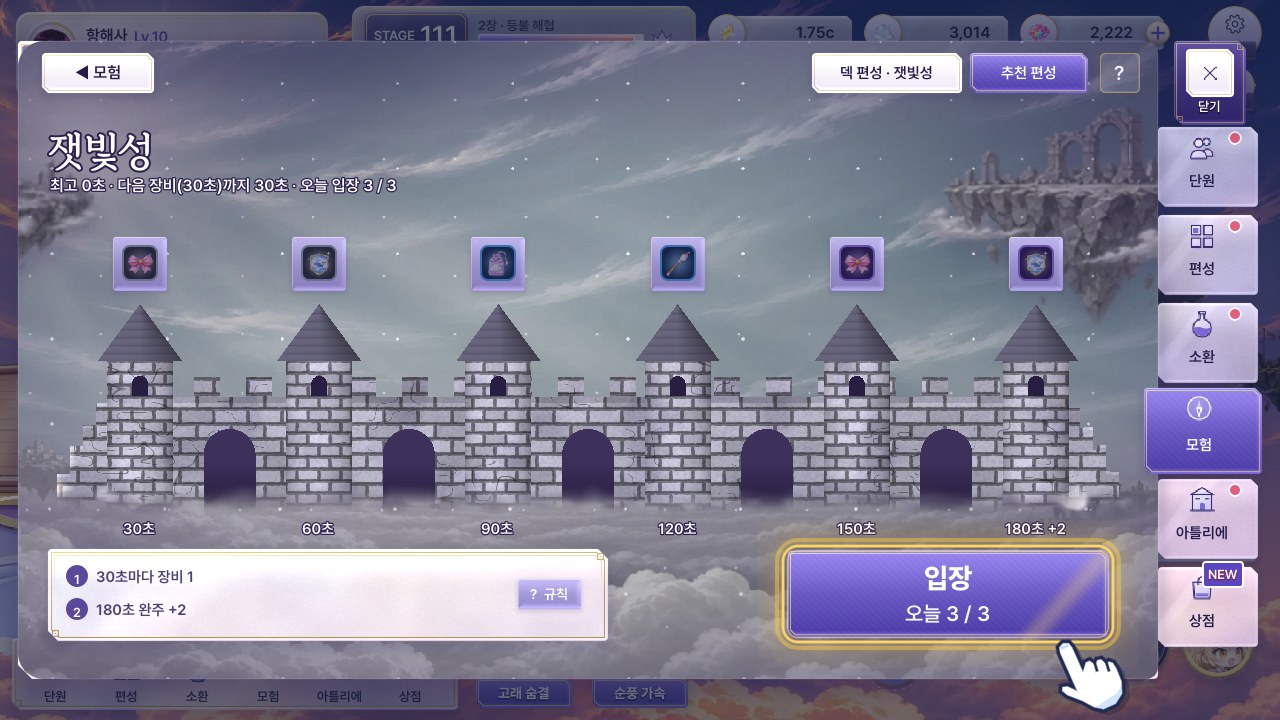 항해사 Lv.10
STAGE 111
2장 · 등불 해협
1.75c
3,014
2,222
◀ 모험
덱 편성 · 잿빛성
추천 편성
?
닫기
잿빛성
최고 0초 · 다음 장비(30초)까지 30초 · 오늘 입장 3 / 3
단원
편성
소환
모험
아틀리에
NEW
상점
30초
60초
90초
120초
150초
180초 +2
1 30초마다 장비 1
2 180초 완주 +2
? 규칙
입장
오늘 3 / 3
단원
편성
소환
모험
아틀리에
상점
고래 숨결
순풍 가속